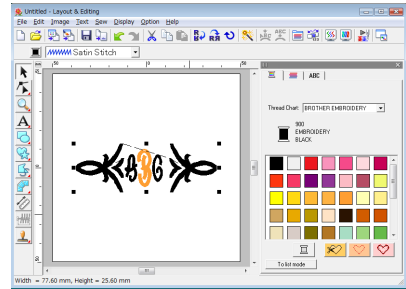 Untitled - Layout & Editing
File Edit Image Text Sew Display Option Help
Satin Stitch
ABC
Thread Chart: BROTHER EMBROIDERY
900
EMBROIDERY
BLACK
A
BBC
To list mode
Width = 77.60 mm, Height = 25.60 mm